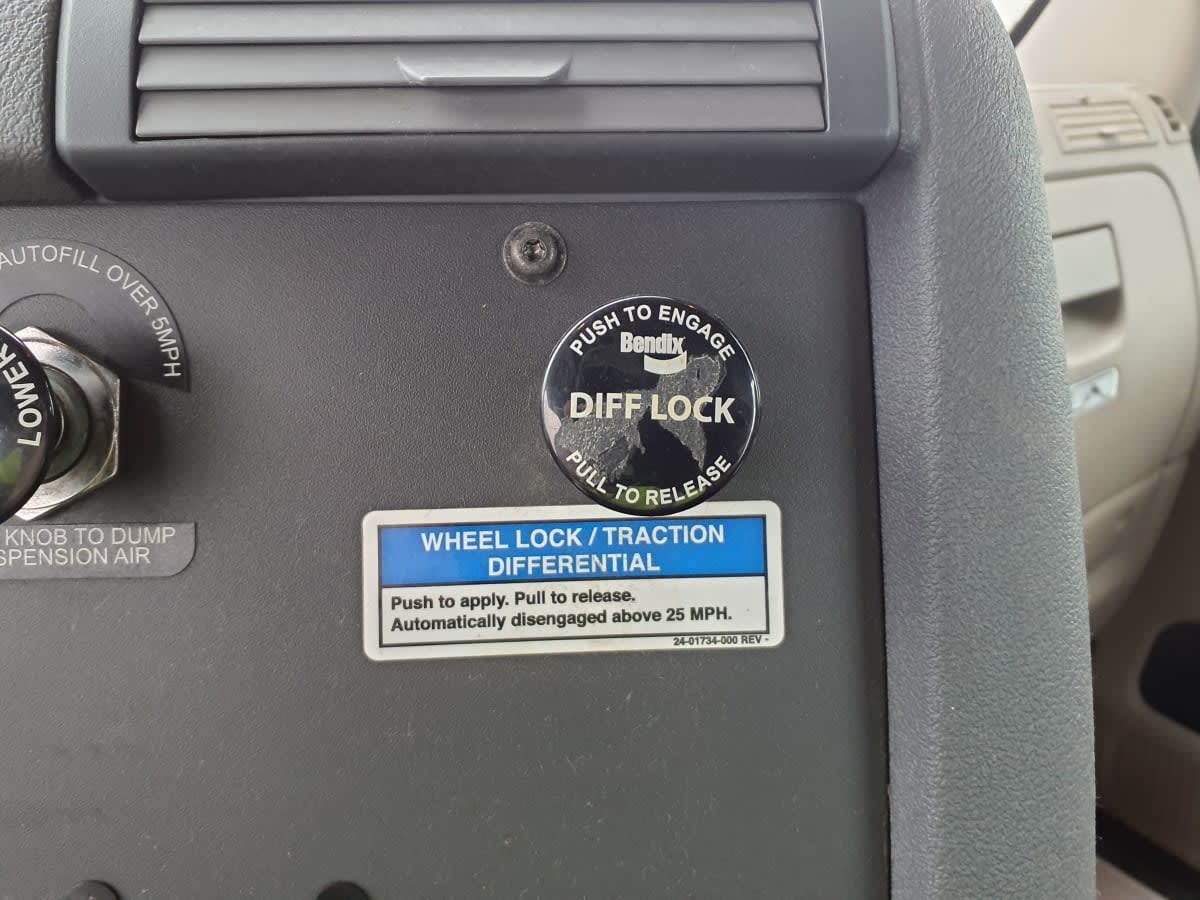 AUTOFILL OVER 5MPH
LOWER
KNOB TO DUMP
SPENSION AIR
PUSH TO ENGAGE
Bendix
DIFF LOCK
PULL TO RELEASE
WHEEL LOCK / TRACTION
DIFFERENTIAL
Push to apply. Pull to release.
Automatically disengaged above 25 MPH.
24-01734-000 REV -